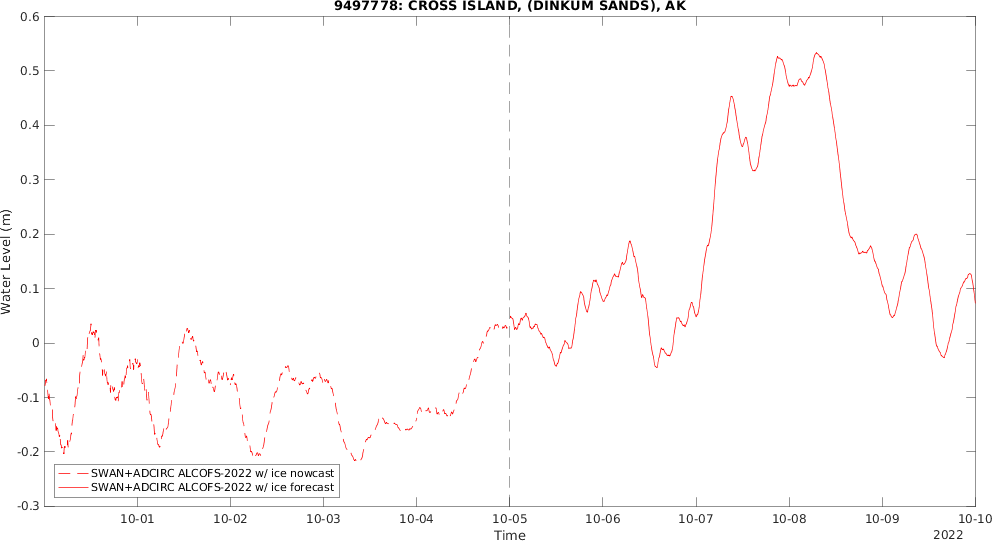 9497778: CROSS ISLAND, (DINKUM SANDS), AK
Water Level (m)
0.6
0.5
0.4
0.3
0.2
0.1
0
-0.1
-0.2
-0.3
SWAN+ADCIRC ALCOFS-2022 w/ ice nowcast
SWAN+ADCIRC ALCOFS-2022 w/ ice forecast
10-01 10-02 10-03 10-04 10-05 10-06 10-07 10-08 10-09 10-10
Time
2022